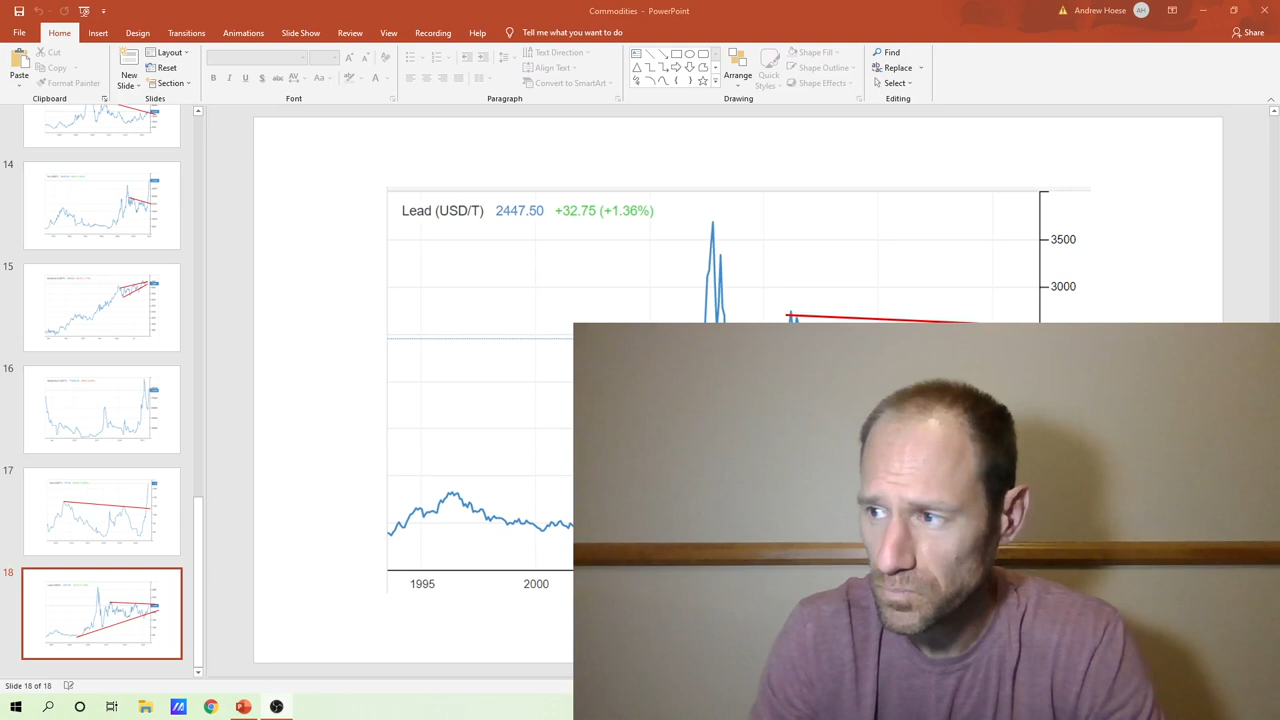 Commodities - PowerPoint
Andrew Hoese AH
File Home Insert Design Transitions Animations Slide Show Review View Recording Help Tell me what you want to do Share
Paste Cut Copy Format Painter
Clipboard
New Slide Layout Reset Section
Slides
B I U S abc AV Aa A
Font
Text Direction Align Text Convert to SmartArt
Paragraph
Arrange Quick Styles Shape Fill Shape Outline Shape Effects
Drawing
Find Replace Select
Editing
14
15
16
17
18
Lead (USD/T) 2447.50 +32.75 (+1.36%)
3500
3000
1995 2000
Slide 18 of 18